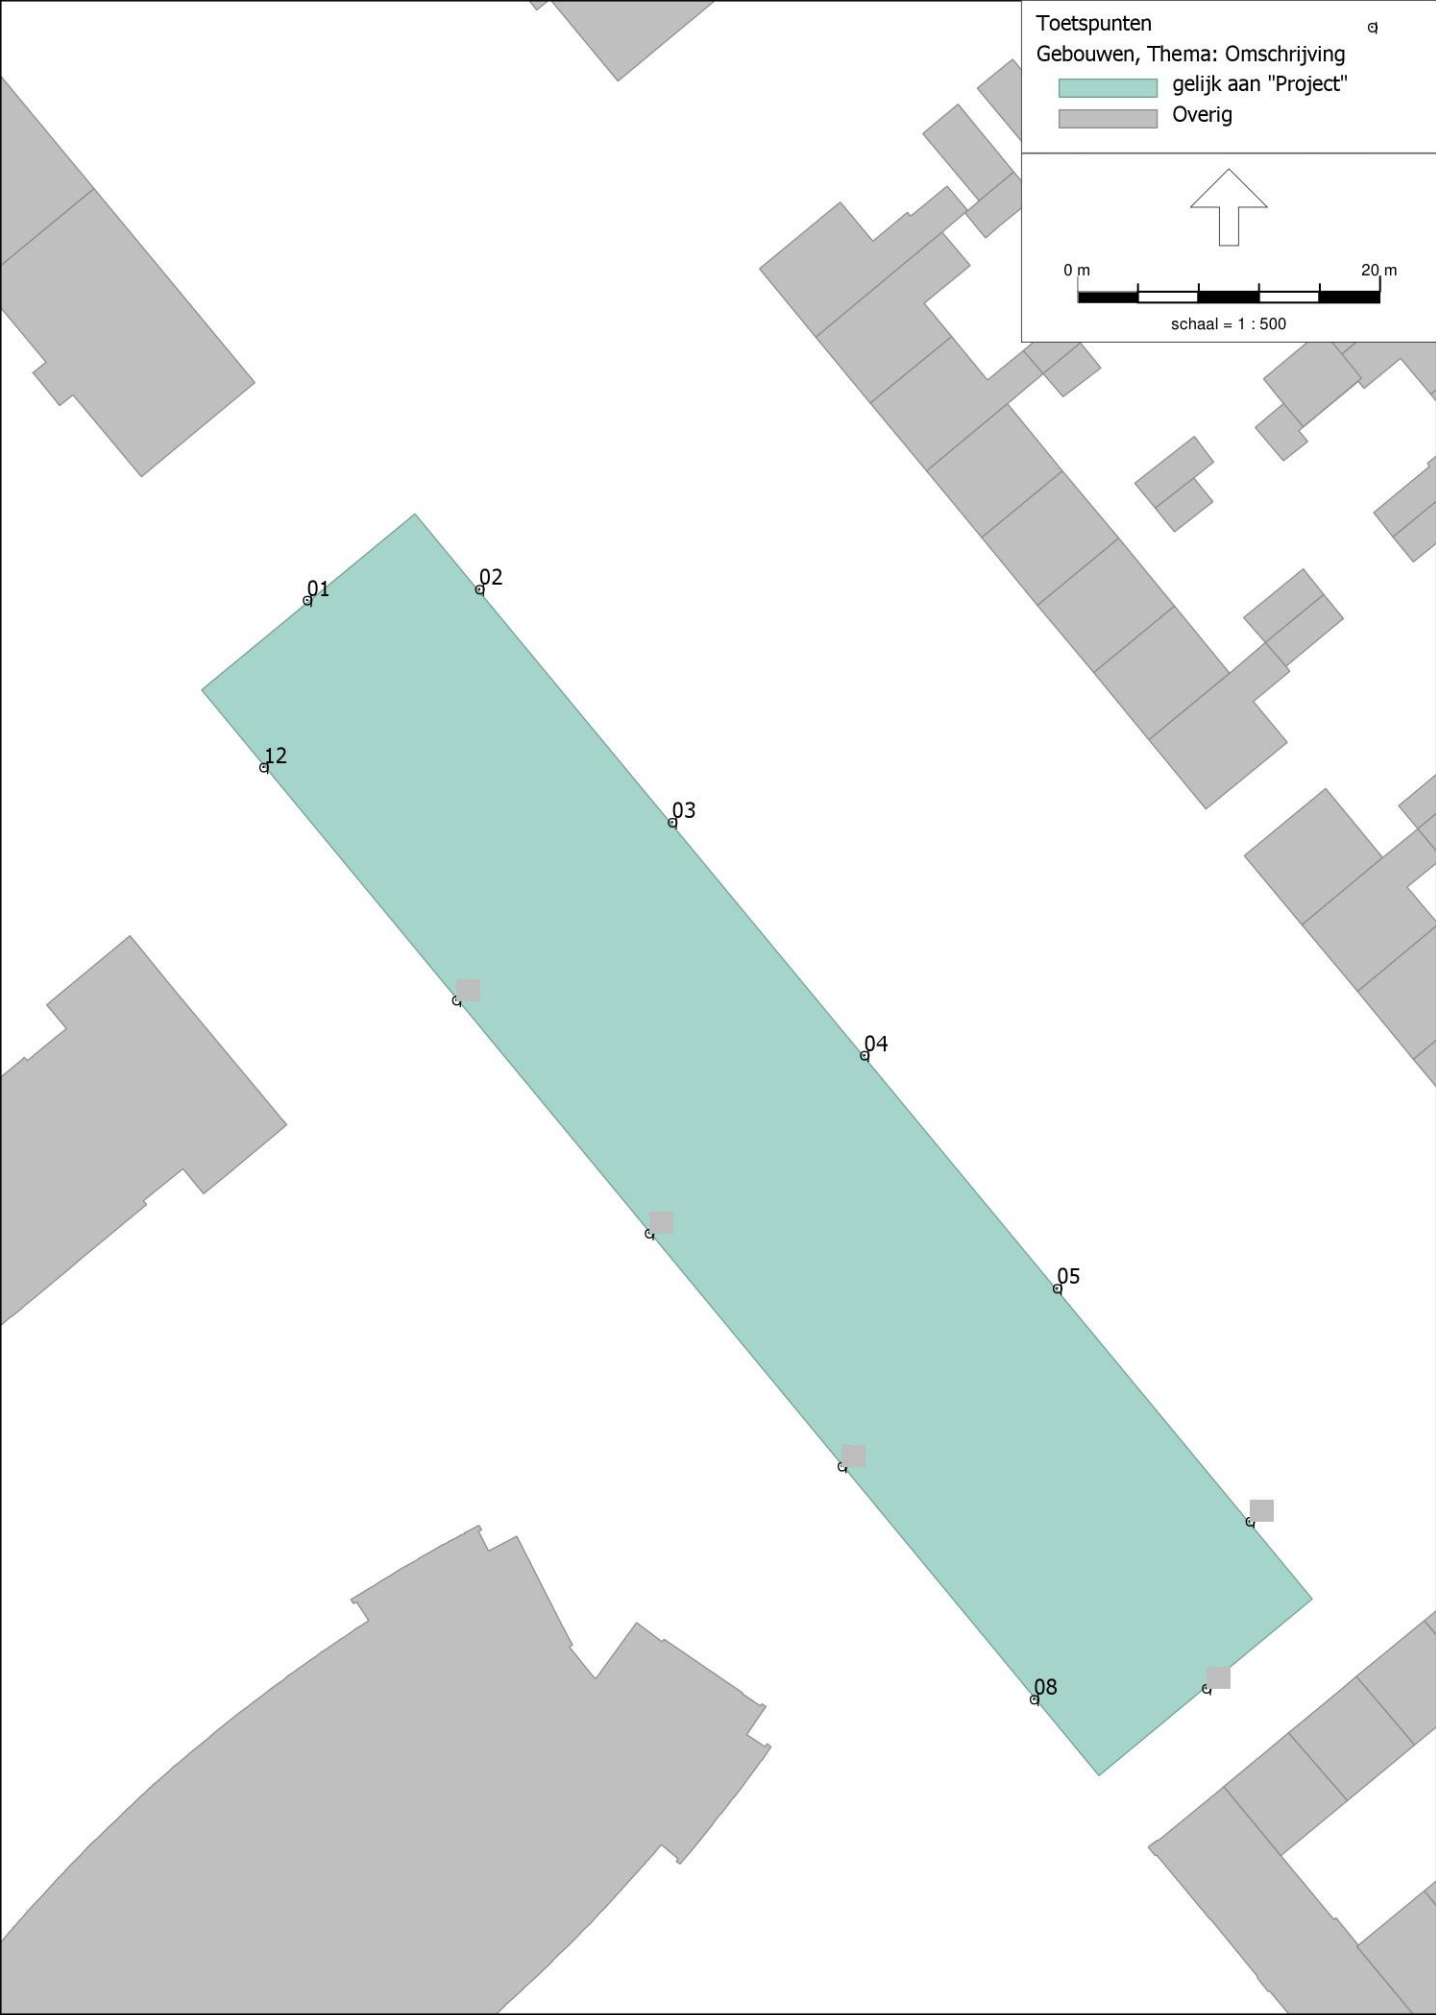 Toetspunten
Gebouwen, Thema: Omschrijving
gelijk aan "Project"
Overig
0 m 20 m
schaal = 1 : 500
01
02
12
03
04
05
08